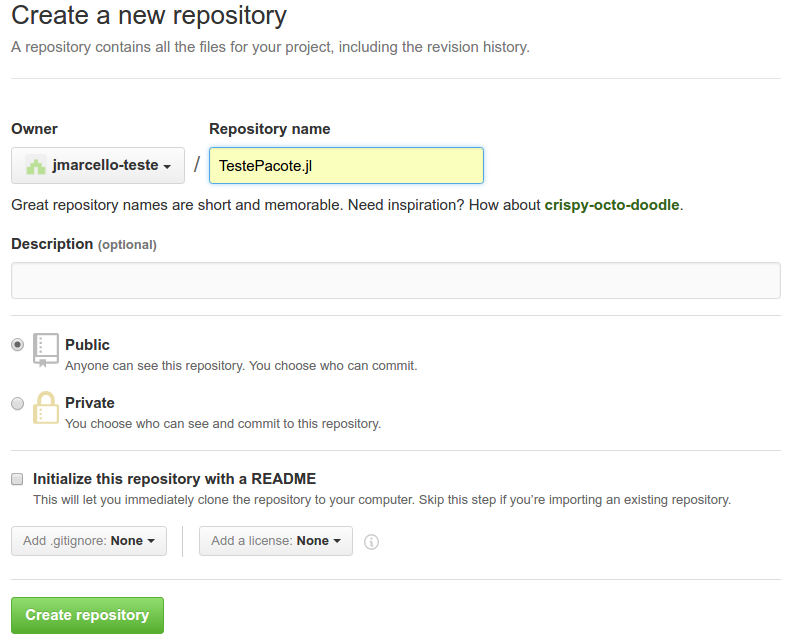 Create a new repository
A repository contains all the files for your project, including the revision history.
Owner
Repository name
jmarcello-teste / TestePacote.jl
Great repository names are short and memorable. Need inspiration? How about crispy-octo-doodle.
Description (optional)
Public
Anyone can see this repository. You choose who can commit.
Private
You choose who can see and commit to this repository.
Initialize this repository with a README
This will let you immediately clone the repository to your computer. Skip this step if you’re importing an existing repository.
Add .gitignore: None
Add a license: None
Create repository